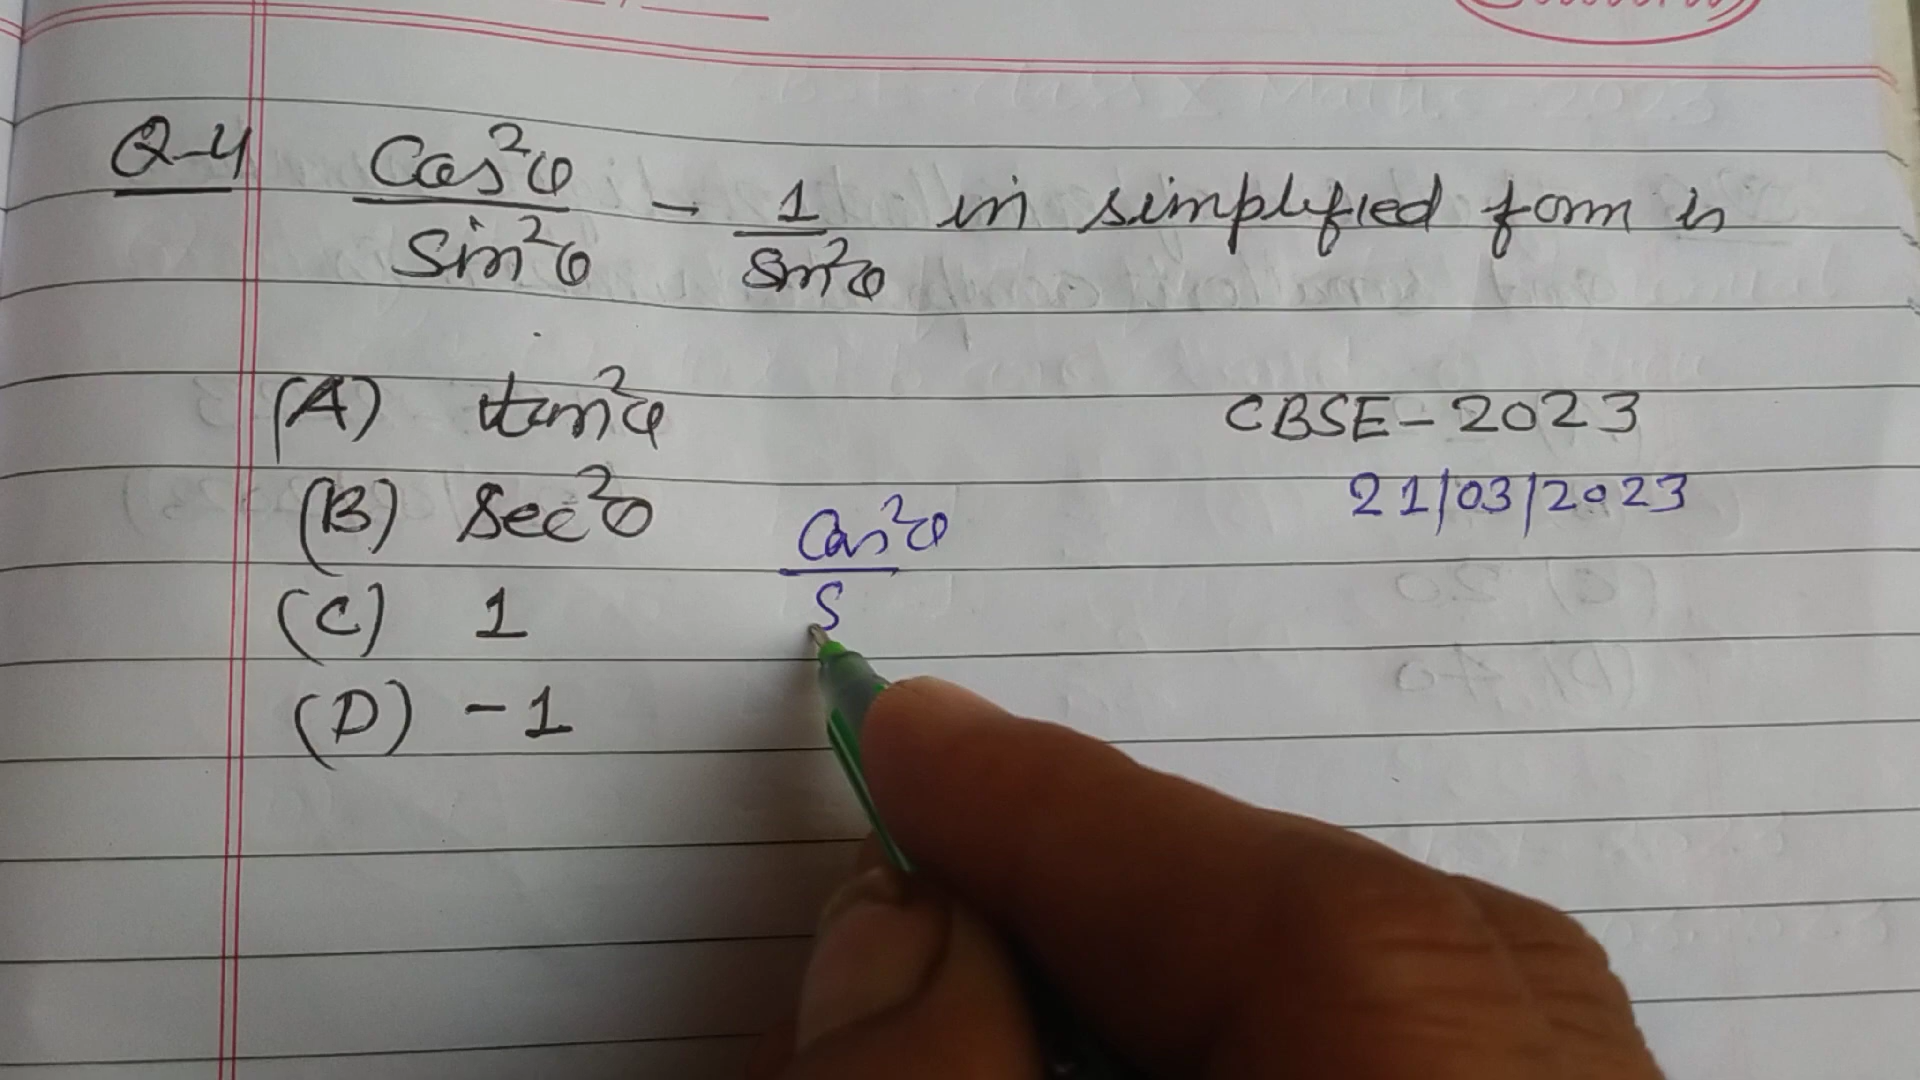 Q-4 Cos²θ/Sin²θ - 1/Sin²θ in simplified form is
(A) tan²θ
CBSE-2023
(B) Sec²θ
21/03/2023
Cos²θ/S
(C) 1
(D) -1